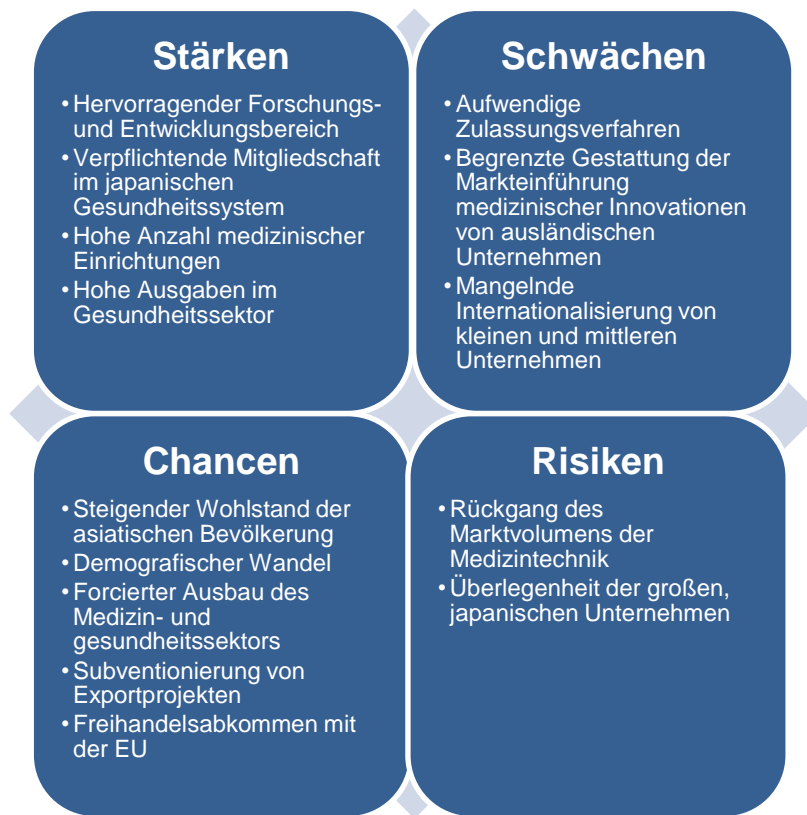 Stärken
• Hervorragender Forschungs-
und Entwicklungsbereich
• Verpflichtende Mitgliedschaft
im japanischen
Gesundheitssystem
• Hohe Anzahl medizinischer
Einrichtungen
• Hohe Ausgaben im
Gesundheitssektor
Schwächen
• Aufwendige
Zulassungsverfahren
• Begrenzte Gestattung der
Markteinführung
medizinischer Innovationen
von ausländischen
Unternehmen
• Mangelnde
Internationalisierung von
kleinen und mittleren
Unternehmen
Chancen
• Steigender Wohlstand der
asiatischen Bevölkerung
• Demografischer Wandel
• Forcierter Ausbau des
Medizin- und
gesundheitssektors
• Subventionierung von
Exportprojekten
• Freihandelsabkommen mit
der EU
Risiken
• Rückgang des
Marktvolumens der
Medizintechnik
• Überlegenheit der großen,
japanischen Unternehmen